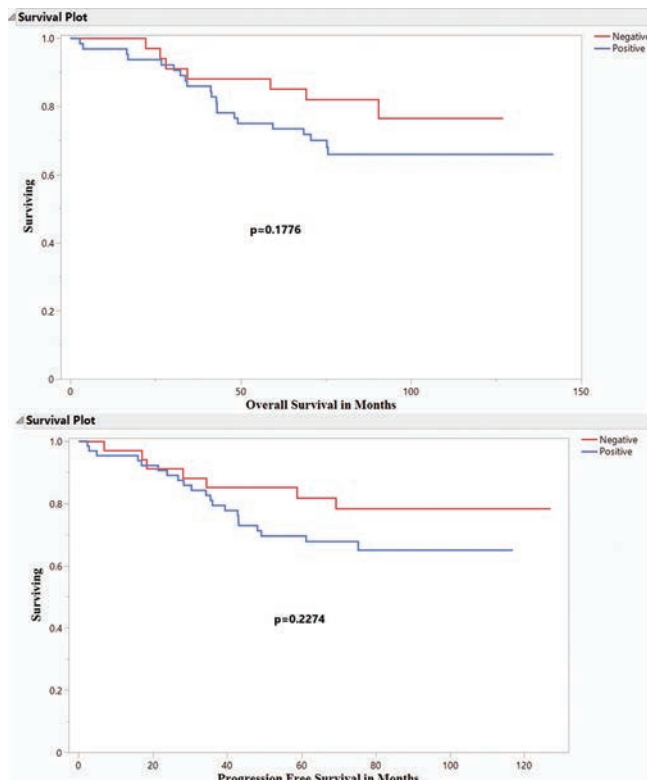 Survival Plot
Negative
Positive
1.0
0.8
0.6
0.4
0.2
0
Surviving
p=0.1776
0
50
100
150
Overall Survival in Months
Survival Plot
Negative
Positive
1.0
0.8
0.6
0.4
0.2
0
Surviving
p=0.2274
0
20
40
60
80
100
120
Progression Free Survival in Months